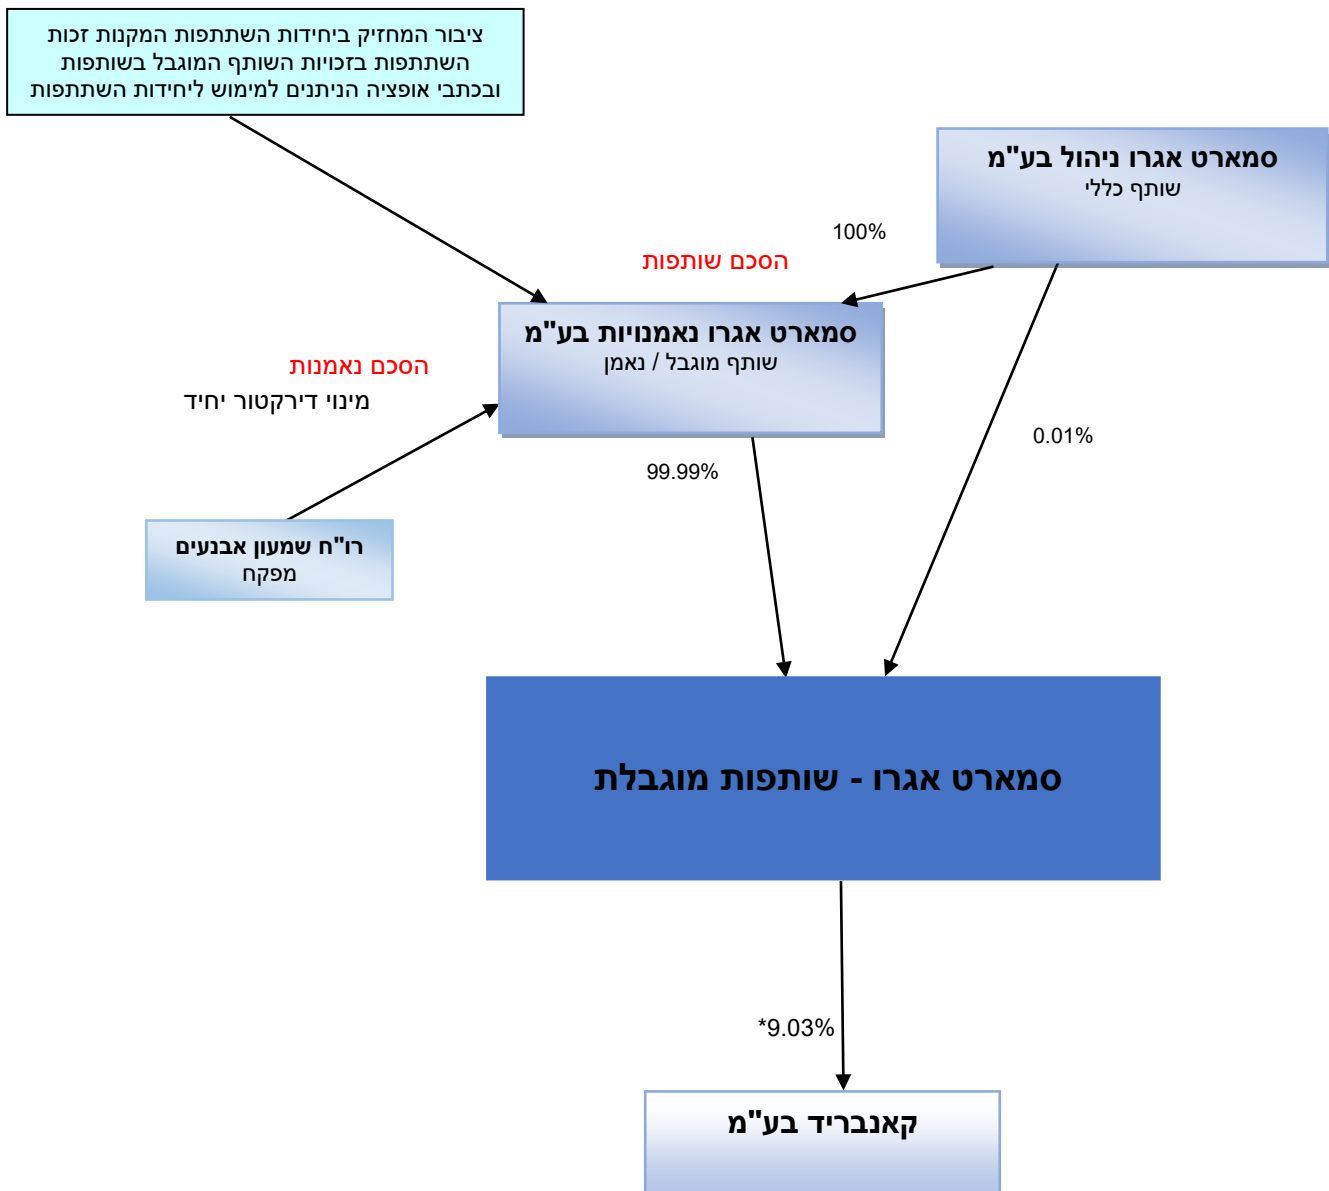 ציבור המחזיק ביחידות השתתפות המקנות זכות
השתתפות בזכויות השותף המוגבל בשותפות
ובכתבי אופציה הניתנים למימוש ליחידות השתתפות
סמארט אגרו ניהול בע"מ
שותף כללי
100%
הסכם שותפות
סמארט אגרו נאמנויות בע"מ
שותף מוגבל / נאמן
הסכם נאמנות
מינוי דירקטור יחיד
0.01%
99.99%
רו"ח שמעון אבנעים
מפקח
סמארט אגרו - שותפות מוגבלת
*9.03%
קאנבריד בע"מ